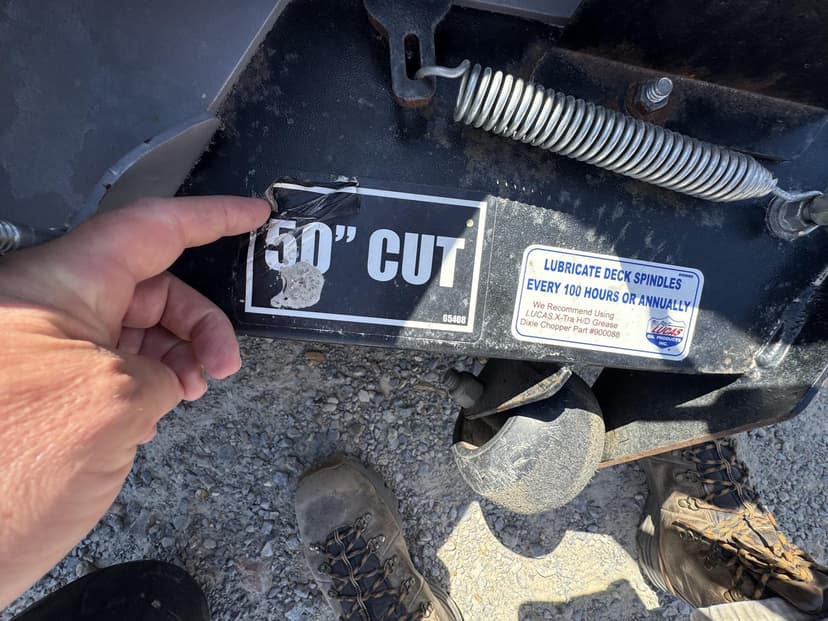 50” CUT
65408
LUBRICATE DECK SPINDLES
EVERY 100 HOURS OR ANNUALLY
We Recommend Using
LUCAS X-Tra H/D Grease
Dixie Chopper Part #900088
LUCAS
OIL PRODUCTS
INC.